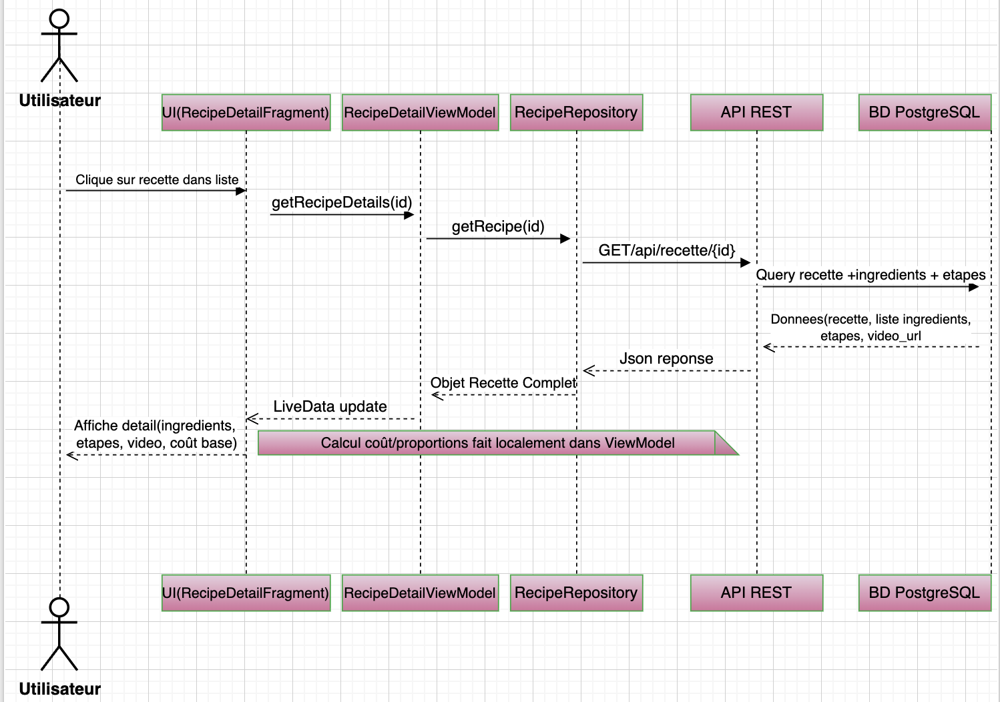 Utilisateur
UI(RecipeDetailFragment)
RecipeDetailViewModel
RecipeRepository
API REST
BD PostgreSQL
Clique sur recette dans liste
getRecipeDetails(id)
getRecipe(id)
GET/api/recette/{id}
Query recette +ingredients + etapes
Donnees(recette, liste ingredients,
etapes, video_url
Json reponse
Objet Recette Complet
LiveData update
Affiche detail(ingredients,
etapes, video, coût base)
Calcul coût/proportions fait localement dans ViewModel
UI(RecipeDetailFragment)
RecipeDetailViewModel
RecipeRepository
API REST
BD PostgreSQL
Utilisateur